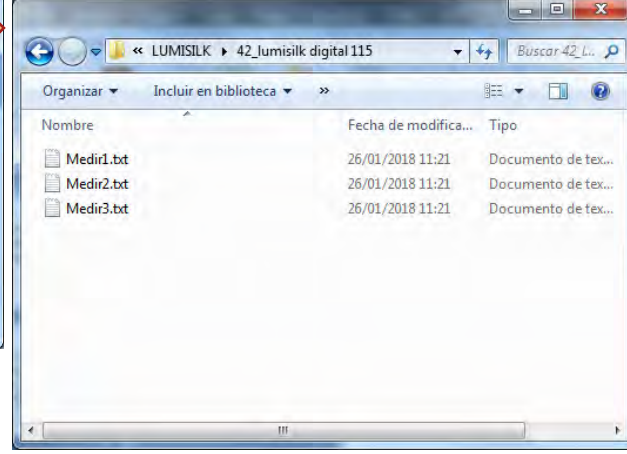 « LUMISILK ▸ 42_lumisilk digital 115
Buscar 42_L...
Organizar ▾ Incluir en biblioteca ▾ »
Nombre Fecha de modifica... Tipo
Medir1.txt 26/01/2018 11:21 Documento de tex...
Medir2.txt 26/01/2018 11:21 Documento de tex...
Medir3.txt 26/01/2018 11:21 Documento de tex...